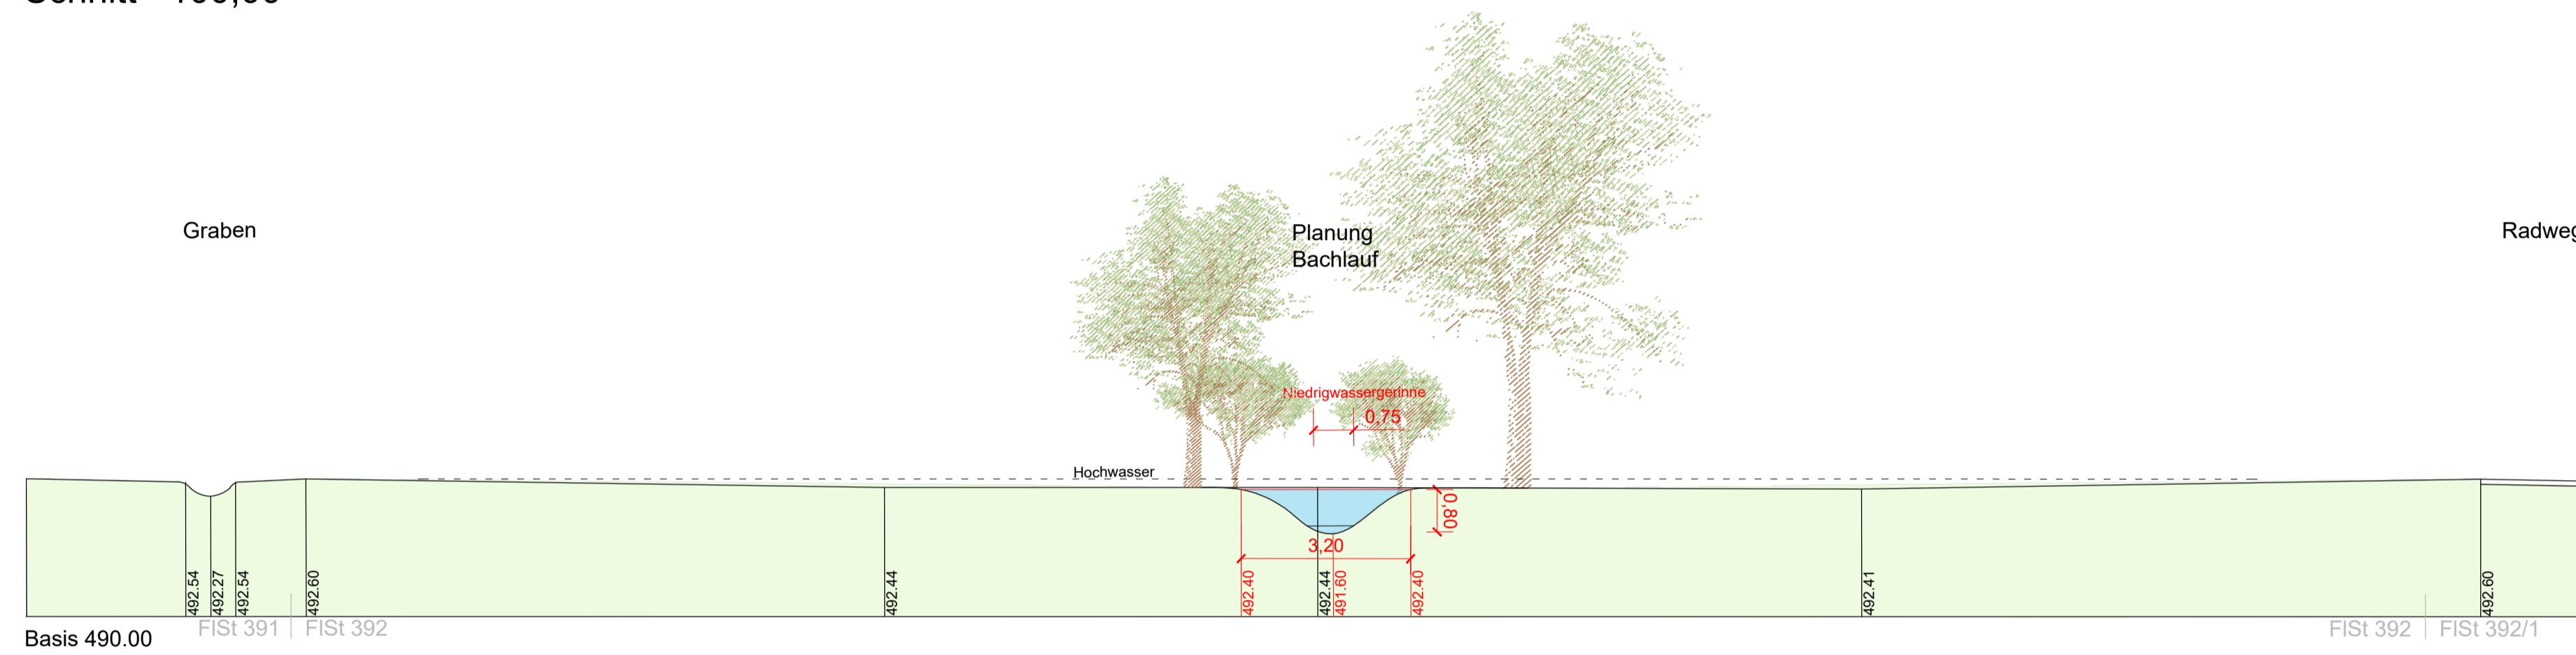 Graben
Planung
Bachlauf
Radweg
Niedrigwassergerinne
0,75
Hochwasser
0,80
3,20
492.54
492.27
492.54
492.60
492.44
492.40
492.44
491.60
492.40
492.41
492.60
FlSt 391
FlSt 392
FlSt 392
FlSt 392/1
Basis 490.00